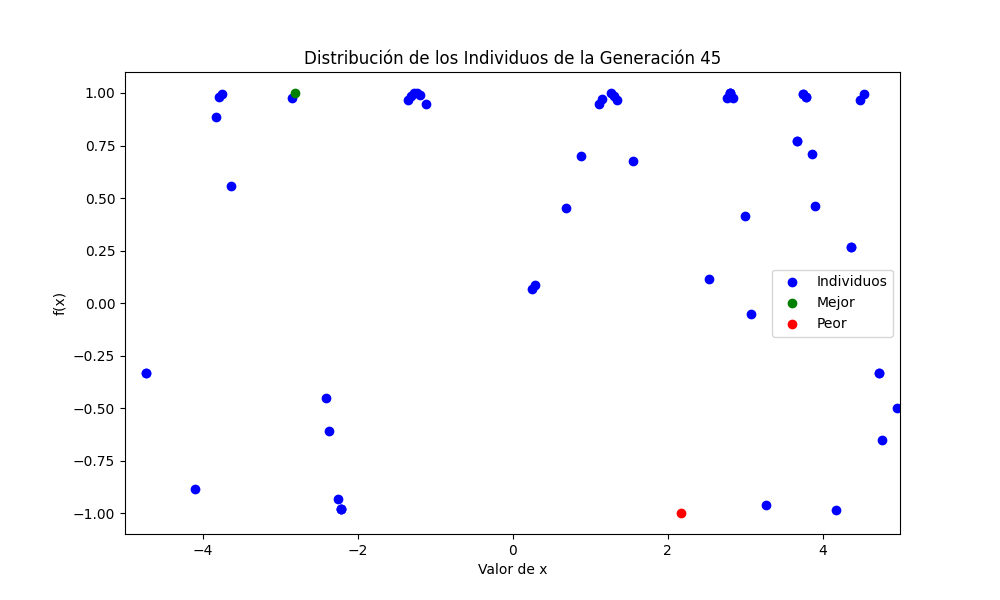 Distribución de los Individuos de la Generación 45
f(x)
1.00
0.75
0.50
0.25
0.00
−0.25
−0.50
−0.75
−1.00
Individuos
Mejor
Peor
−4 −2 0 2 4
Valor de x